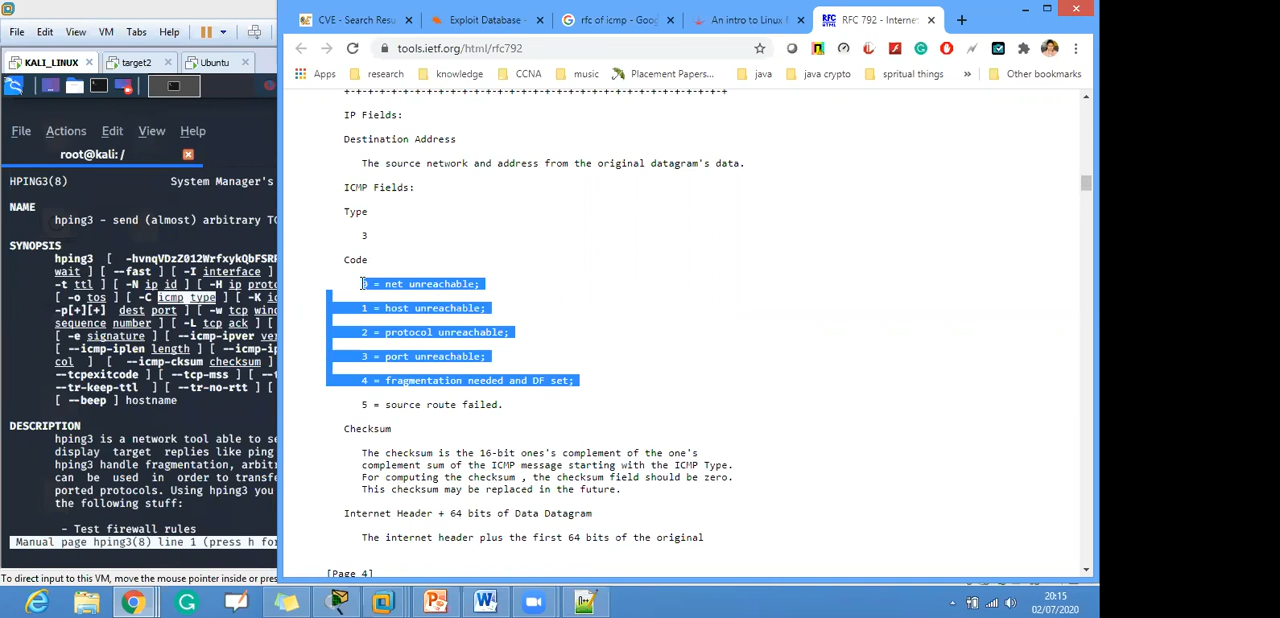 CVE - Search Resu
Exploit Database -
rfc of icmp - Goog
An intro to Linux F
RFC 792 - Internet
File Edit View VM Tabs Help
tools.ietf.org/html/rfc792
KALI_LINUX target2 Ubuntu
Apps research knowledge CCNA music Placement Papers... java java crypto spritual things » Other bookmarks
File Actions Edit View Help
root@kali: /
HPING3(8) System Manager's
NAME
hping3 - send (almost) arbitrary TC
SYNOPSIS
hping3 [ -hvnqVDzZ012WrfxykQbFSRP
wait ] [ --fast ] [ -I interface ]
-t ttl ] [ -N ip id ] [ -H ip proto
[ -o tos ] [ -C icmp type ] [ -K ic
-p[+][+] dest port ] [ -w tcp wind
sequence number ] [ -L tcp ack ]
[ -e signature ] [ --icmp-ipver ver
[ --icmp-iplen length ] [ --icmp-ip
col ] [ --icmp-cksum checksum ]
--tcpexitcode ] [ --tcp-mss ] [ --
--tr-keep-ttl ] [ --tr-no-rtt ] [
[ --beep ] hostname
DESCRIPTION
hping3 is a network tool able to se
display target replies like ping
hping3 handle fragmentation, arbit
can be used in order to transfe
ported protocols. Using hping3 you
the following stuff:
- Test firewall rules
Manual page hping3(8) line 1 (press h for
To direct input to this VM, move the mouse pointer inside or pres
+-+-+-+-+-+-+-+-+-+-+-+-+-+-+-+-+-+-+-+-+-+-+-+-+-+-+-+-+-+-+-+-+
IP Fields:
Destination Address
The source network and address from the original datagram's data.
ICMP Fields:
Type
3
Code
0 = net unreachable;
1 = host unreachable;
2 = protocol unreachable;
3 = port unreachable;
4 = fragmentation needed and DF set;
5 = source route failed.
Checksum
The checksum is the 16-bit ones's complement of the one's
complement sum of the ICMP message starting with the ICMP Type.
For computing the checksum , the checksum field should be zero.
This checksum may be replaced in the future.
Internet Header + 64 bits of Data Datagram
The internet header plus the first 64 bits of the original
[Page 4]
20:15
02/07/2020